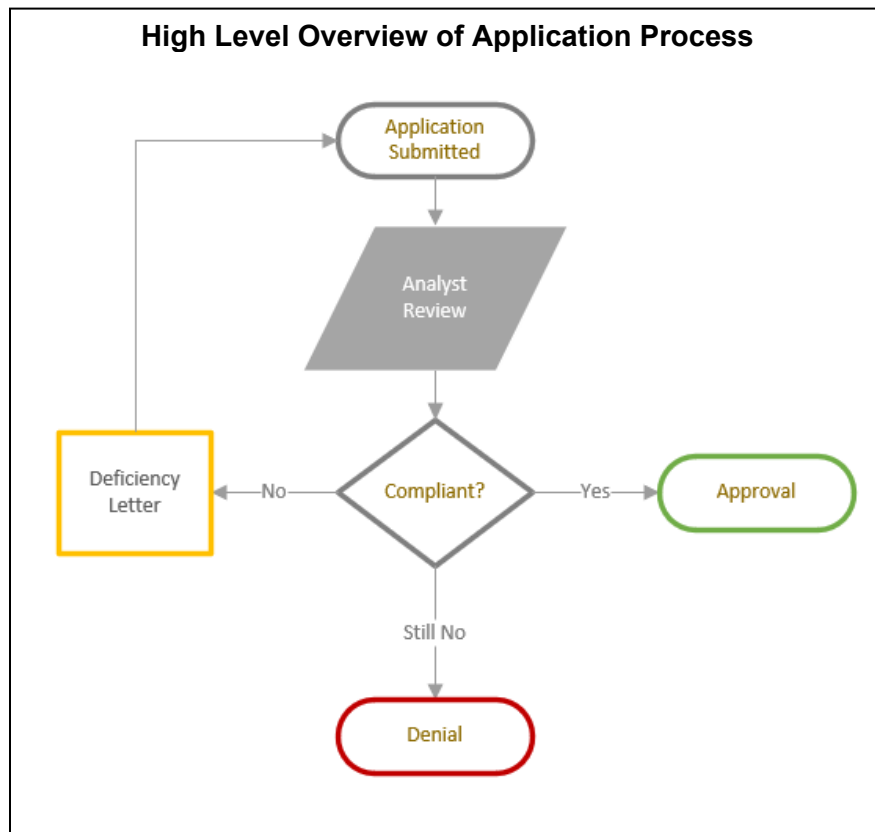 High Level Overview of Application Process
Application
Submitted
Analyst
Review
Deficiency
Letter
No
Compliant?
Yes
Approval
Still No
Denial